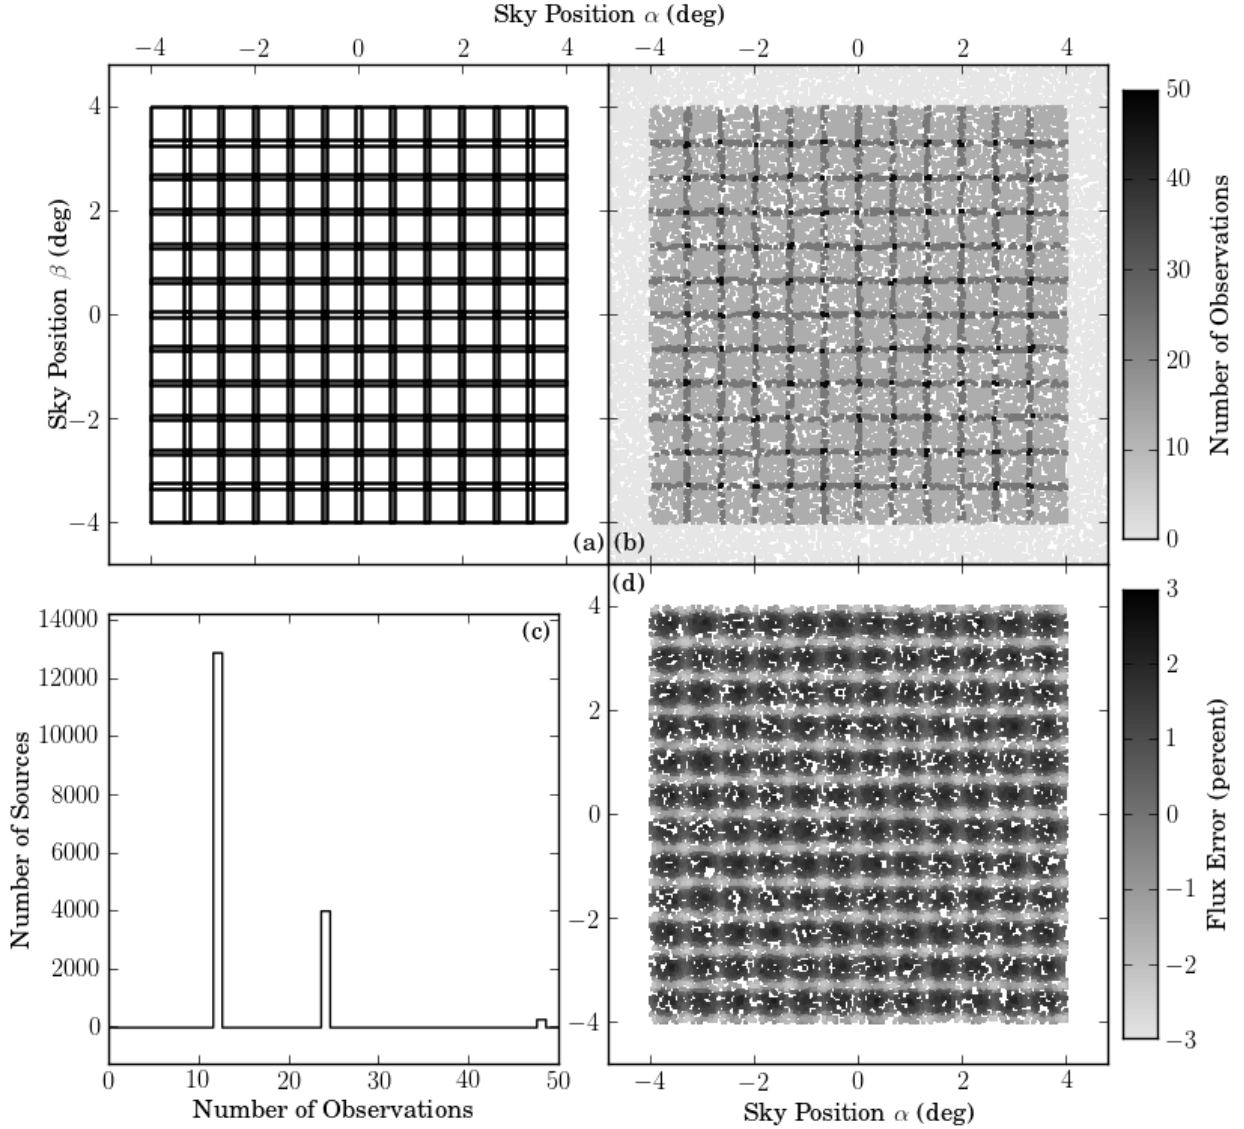 Sky Position α (deg)
−4 −2 0 2 4 −4 −2 0 2 4
4
2
0
−2
−4
Sky Position β (deg)
(a) (b)
50
40
30
20
10
0
Number of Observations
14000
12000
10000
8000
6000
4000
2000
0
Number of Sources
(c)
0 10 20 30 40 50
Number of Observations
(d)
4
2
0
−2
−4
−4 −2 0 2 4
Sky Position α (deg)
3
2
1
0
−1
−2
−3
Flux Error (percent)